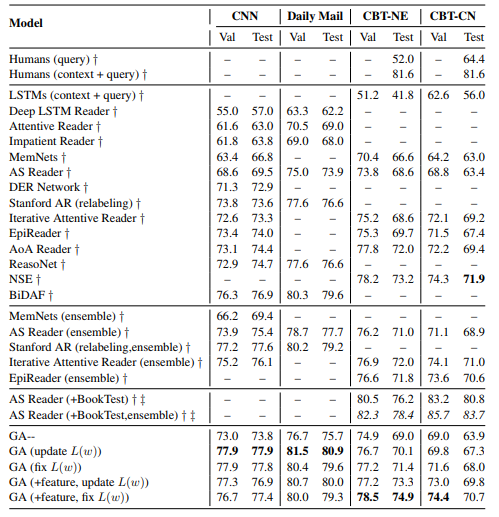 Model CNN Daily Mail CBT-NE CBT-CN
Val Test Val Test Val Test Val Test
Humans (query) † – – – – – 52.0 – 64.4
Humans (context + query) † – – – – – 81.6 – 81.6
LSTMs (context + query) † – – – – 51.2 41.8 62.6 56.0
Deep LSTM Reader † 55.0 57.0 63.3 62.2 – – – –
Attentive Reader † 61.6 63.0 70.5 69.0 – – – –
Impatient Reader † 61.8 63.8 69.0 68.0 – – – –
MemNets † 63.4 66.8 – – 70.4 66.6 64.2 63.0
AS Reader † 68.6 69.5 75.0 73.9 73.8 68.6 68.8 63.4
DER Network † 71.3 72.9 – – – – – –
Stanford AR (relabeling) † 73.8 73.6 77.6 76.6 – – – –
Iterative Attentive Reader † 72.6 73.3 – – 75.2 68.6 72.1 69.2
EpiReader † 73.4 74.0 – – 75.3 69.7 71.5 67.4
AoA Reader † 73.1 74.4 – – 77.8 72.0 72.2 69.4
ReasoNet † 72.9 74.7 77.6 76.6 – – – –
NSE † – – – – 78.2 73.2 74.3 71.9
BiDAF † 76.3 76.9 80.3 79.6 – – – –
MemNets (ensemble) † 66.2 69.4 – – – – – –
AS Reader (ensemble) † 73.9 75.4 78.7 77.7 76.2 71.0 71.1 68.9
Stanford AR (relabeling,ensemble) † 77.2 77.6 80.2 79.2 – – – –
Iterative Attentive Reader (ensemble) † 75.2 76.1 – – 76.9 72.0 74.1 71.0
EpiReader (ensemble) † – – – – 76.6 71.8 73.6 70.6
AS Reader (+BookTest) † ‡ – – – – 80.5 76.2 83.2 80.8
AS Reader (+BookTest,ensemble) † ‡ – – – – 82.3 78.4 85.7 83.7
GA-- 73.0 73.8 76.7 75.7 74.9 69.0 69.0 63.9
GA (update L(w)) 77.9 77.9 81.5 80.9 76.7 70.1 69.8 67.3
GA (fix L(w)) 77.9 77.8 80.4 79.6 77.2 71.4 71.6 68.0
GA (+feature, update L(w)) 77.3 76.9 80.7 80.0 77.2 73.3 73.0 69.8
GA (+feature, fix L(w)) 76.7 77.4 80.0 79.3 78.5 74.9 74.4 70.7